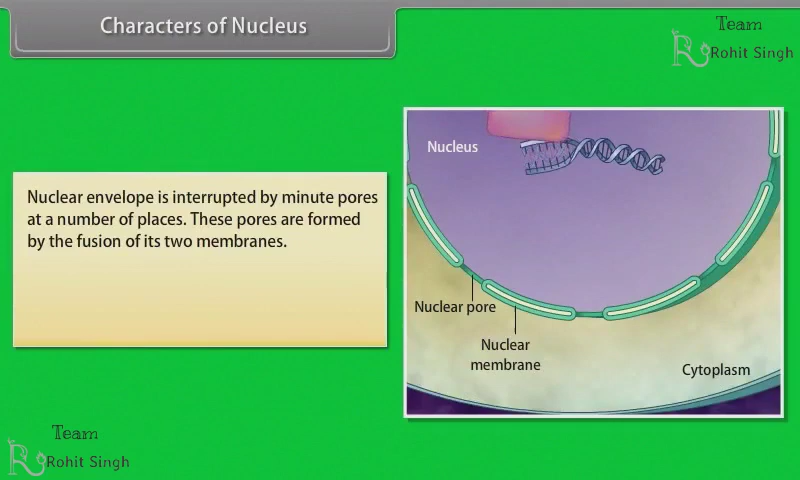 Characters of Nucleus
Team
Rohit Singh
Nucleus
Nuclear envelope is interrupted by minute pores
at a number of places. These pores are formed
by the fusion of its two membranes.
Nuclear pore
Nuclear
membrane
Cytoplasm
Team
Rohit Singh